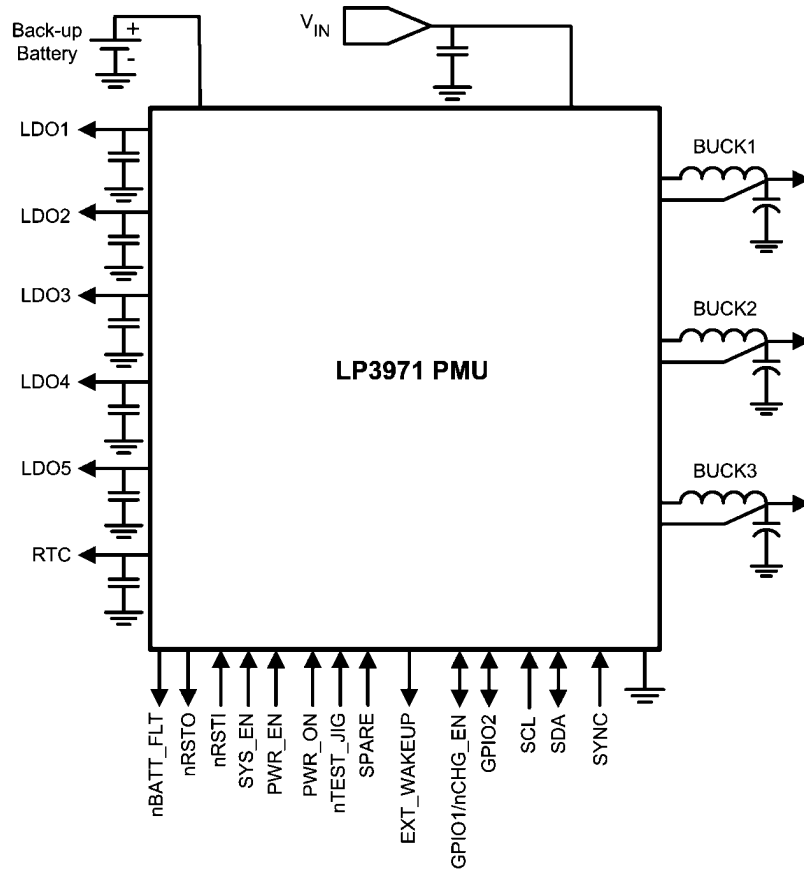 Back-up
Battery
+
-
VIN
LDO1
LDO2
LDO3
LDO4
LDO5
RTC
LP3971 PMU
BUCK1
BUCK2
BUCK3
nBATT_FLT
nRSTO
nRSTI
SYS_EN
PWR_EN
PWR_ON
nTEST_JIG
SPARE
EXT_WAKEUP
GPIO1/nCHG_EN
GPIO2
SCL
SDA
SYNC